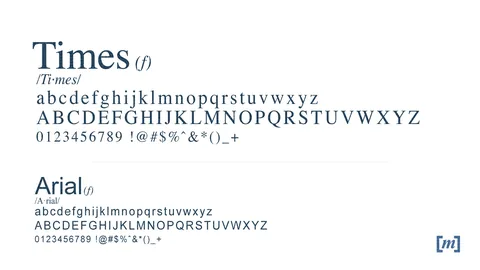 Times (f)
/Ti·mes/
abcdefghijklmnopqrstuvwxyz
ABCDEFGHIJKLMNOPQRSTUVWXYZ
0123456789 !@#$%ˆ&*()_+
Arial(f)
/A·rial/
abcdefghijklmnopqrstuvwxyz
ABCDEFGHIJKLMNOPQRSTUVWXYZ
0123456789 !@#$%ˆ&*()_+
[m]